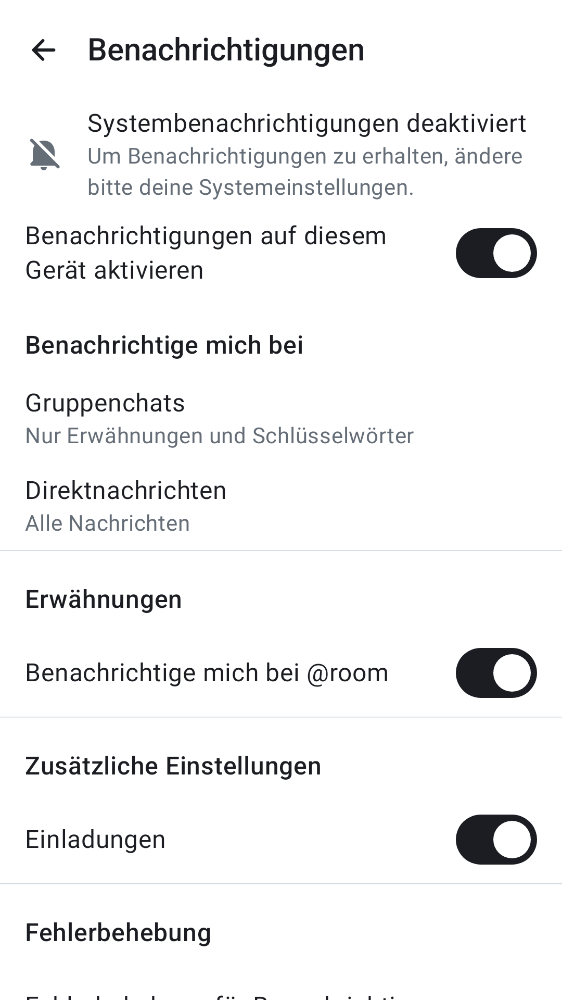 Benachrichtigungen
Systembenachrichtigungen deaktiviert
Um Benachrichtigungen zu erhalten, ändere
bitte deine Systemeinstellungen.
Benachrichtigungen auf diesem
Gerät aktivieren
Benachrichtige mich bei
Gruppenchats
Nur Erwähnungen und Schlüsselwörter
Direktnachrichten
Alle Nachrichten
Erwähnungen
Benachrichtige mich bei @room
Zusätzliche Einstellungen
Einladungen
Fehlerbehebung